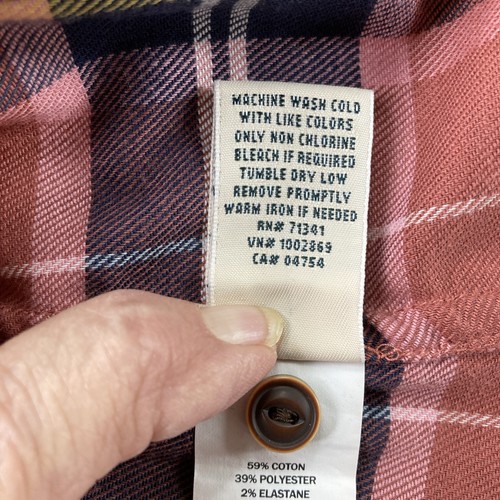 MACHINE WASH COLD
WITH LIKE COLORS
ONLY NON CHLORINE
BLEACH IF REQUIRED
TUMBLE DRY LOW
REMOVE PROMPTLY
WARM IRON IF NEEDED
RN# 71341
VN# 1002869
CA# 04754
59% COTON
39% POLYESTER
2% ELASTANE